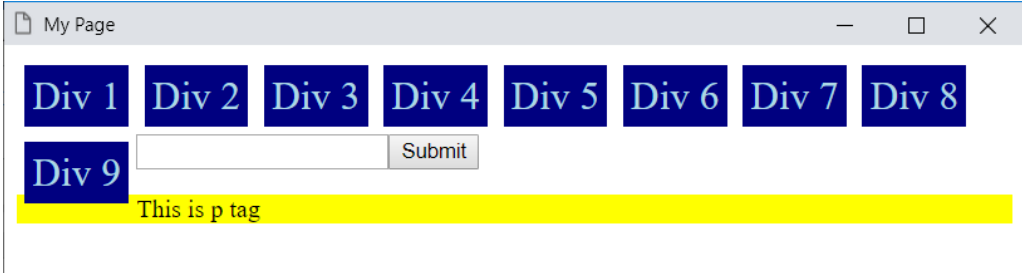 My Page
Div 1 Div 2 Div 3 Div 4 Div 5 Div 6 Div 7 Div 8
Div 9 Submit
This is p tag